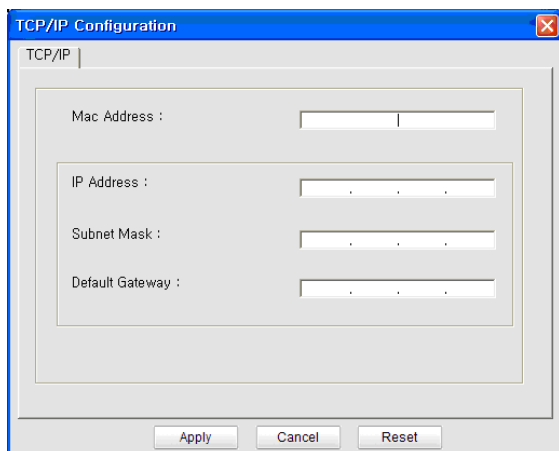 TCP/IP Configuration
TCP/IP
Mac Address :
IP Address :
. . .
Subnet Mask :
. . .
Default Gateway :
. . .
Apply Cancel Reset